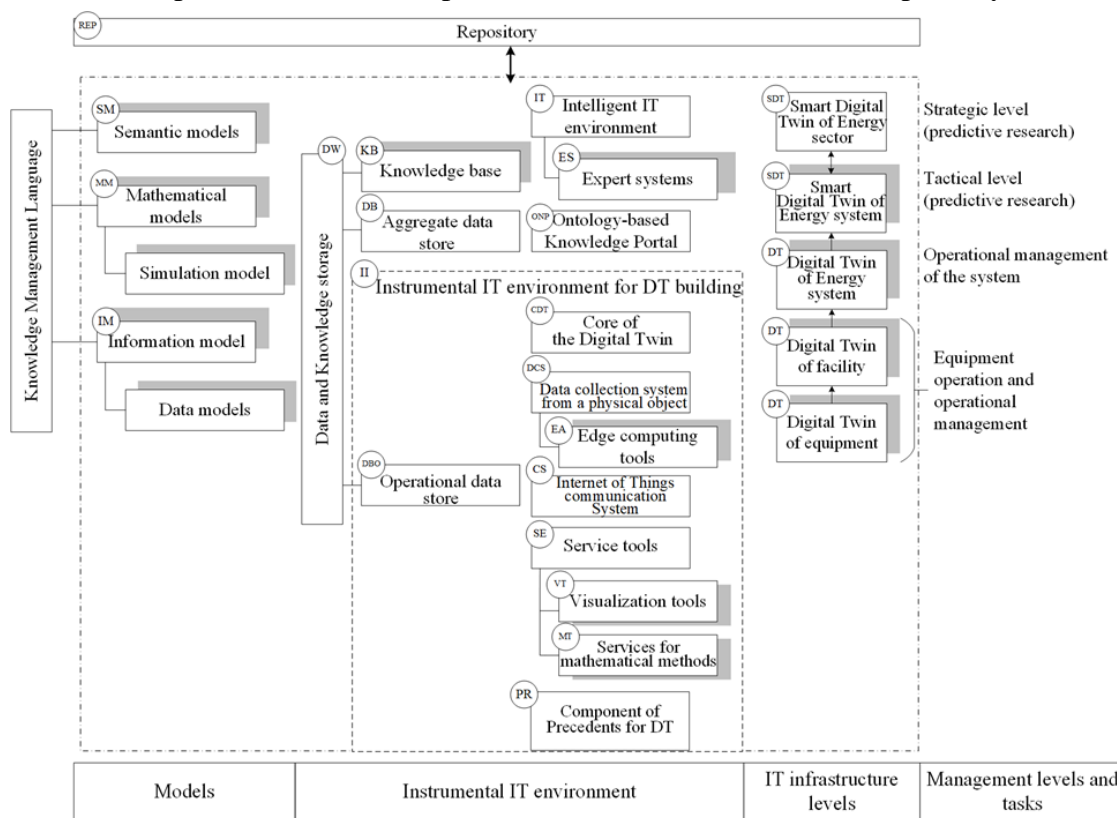 REP
Repository
Knowledge Management Language
SM
Semantic models
MM
Mathematical
models
Simulation model
IM
Information model
Data models
Data and Knowledge storage
DW
KB
Knowledge base
DB
Aggregate data
store
DBO
Operational data
store
IT
Intelligent IT
environment
ES
Expert systems
ONP
Ontology-based
Knowledge Portal
II
Instrumental IT environment for DT building
CDT
Core of
the Digital Twin
DCS
Data collection system
from a physical object
EA
Edge computing
tools
CS
Internet of Things
communication
System
SE
Service tools
VT
Visualization tools
MT
Services for
mathematical methods
PR
Component of
Precedents for DT
SDT
Smart Digital
Twin of Energy
sector
SDT
Smart
Digital Twin of
Energy system
DT
Digital Twin
of Energy
system
DT
Digital Twin
of facility
DT
Digital Twin
of equipment
Strategic level
(predictive research)
Tactical level
(predictive research)
Operational management
of the system
Equipment
operation and
operational
management
Models
Instrumental IT environment
IT infrastructure
levels
Management levels and
tasks